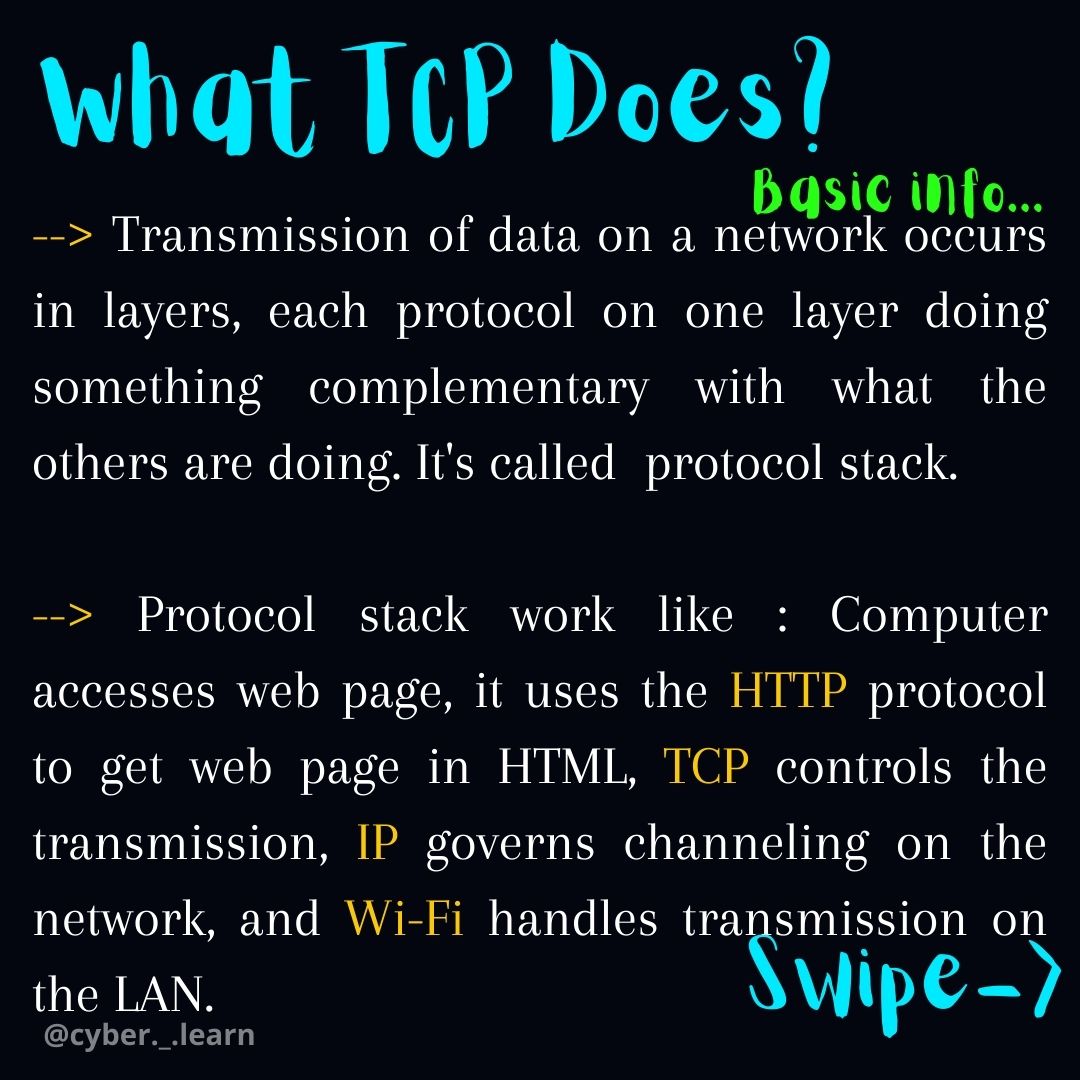 What TCP Does?
Basic info...
--> Transmission of data on a network occurs
in layers, each protocol on one layer doing
something complementary with what the
others are doing. It's called protocol stack.
--> Protocol stack work like : Computer
accesses web page, it uses the HTTP protocol
to get web page in HTML, TCP controls the
transmission, IP governs channeling on the
network, and Wi-Fi handles transmission on
the LAN.
Swipe->
@cyber._.learn